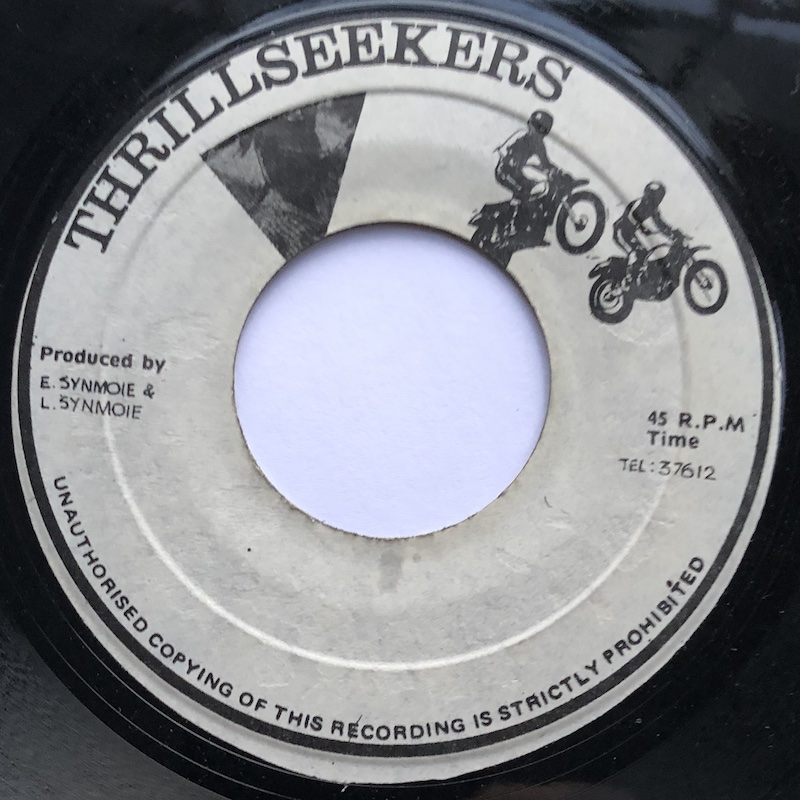 THRILLSEEKERS
Produced by
E. SYNMOIE &
L. SYNMOIE
45 R.P.M
Time
TEL: 37612
UNAUTHORISED COPYING OF THIS RECORDING IS STRICTLY PROHIBITED